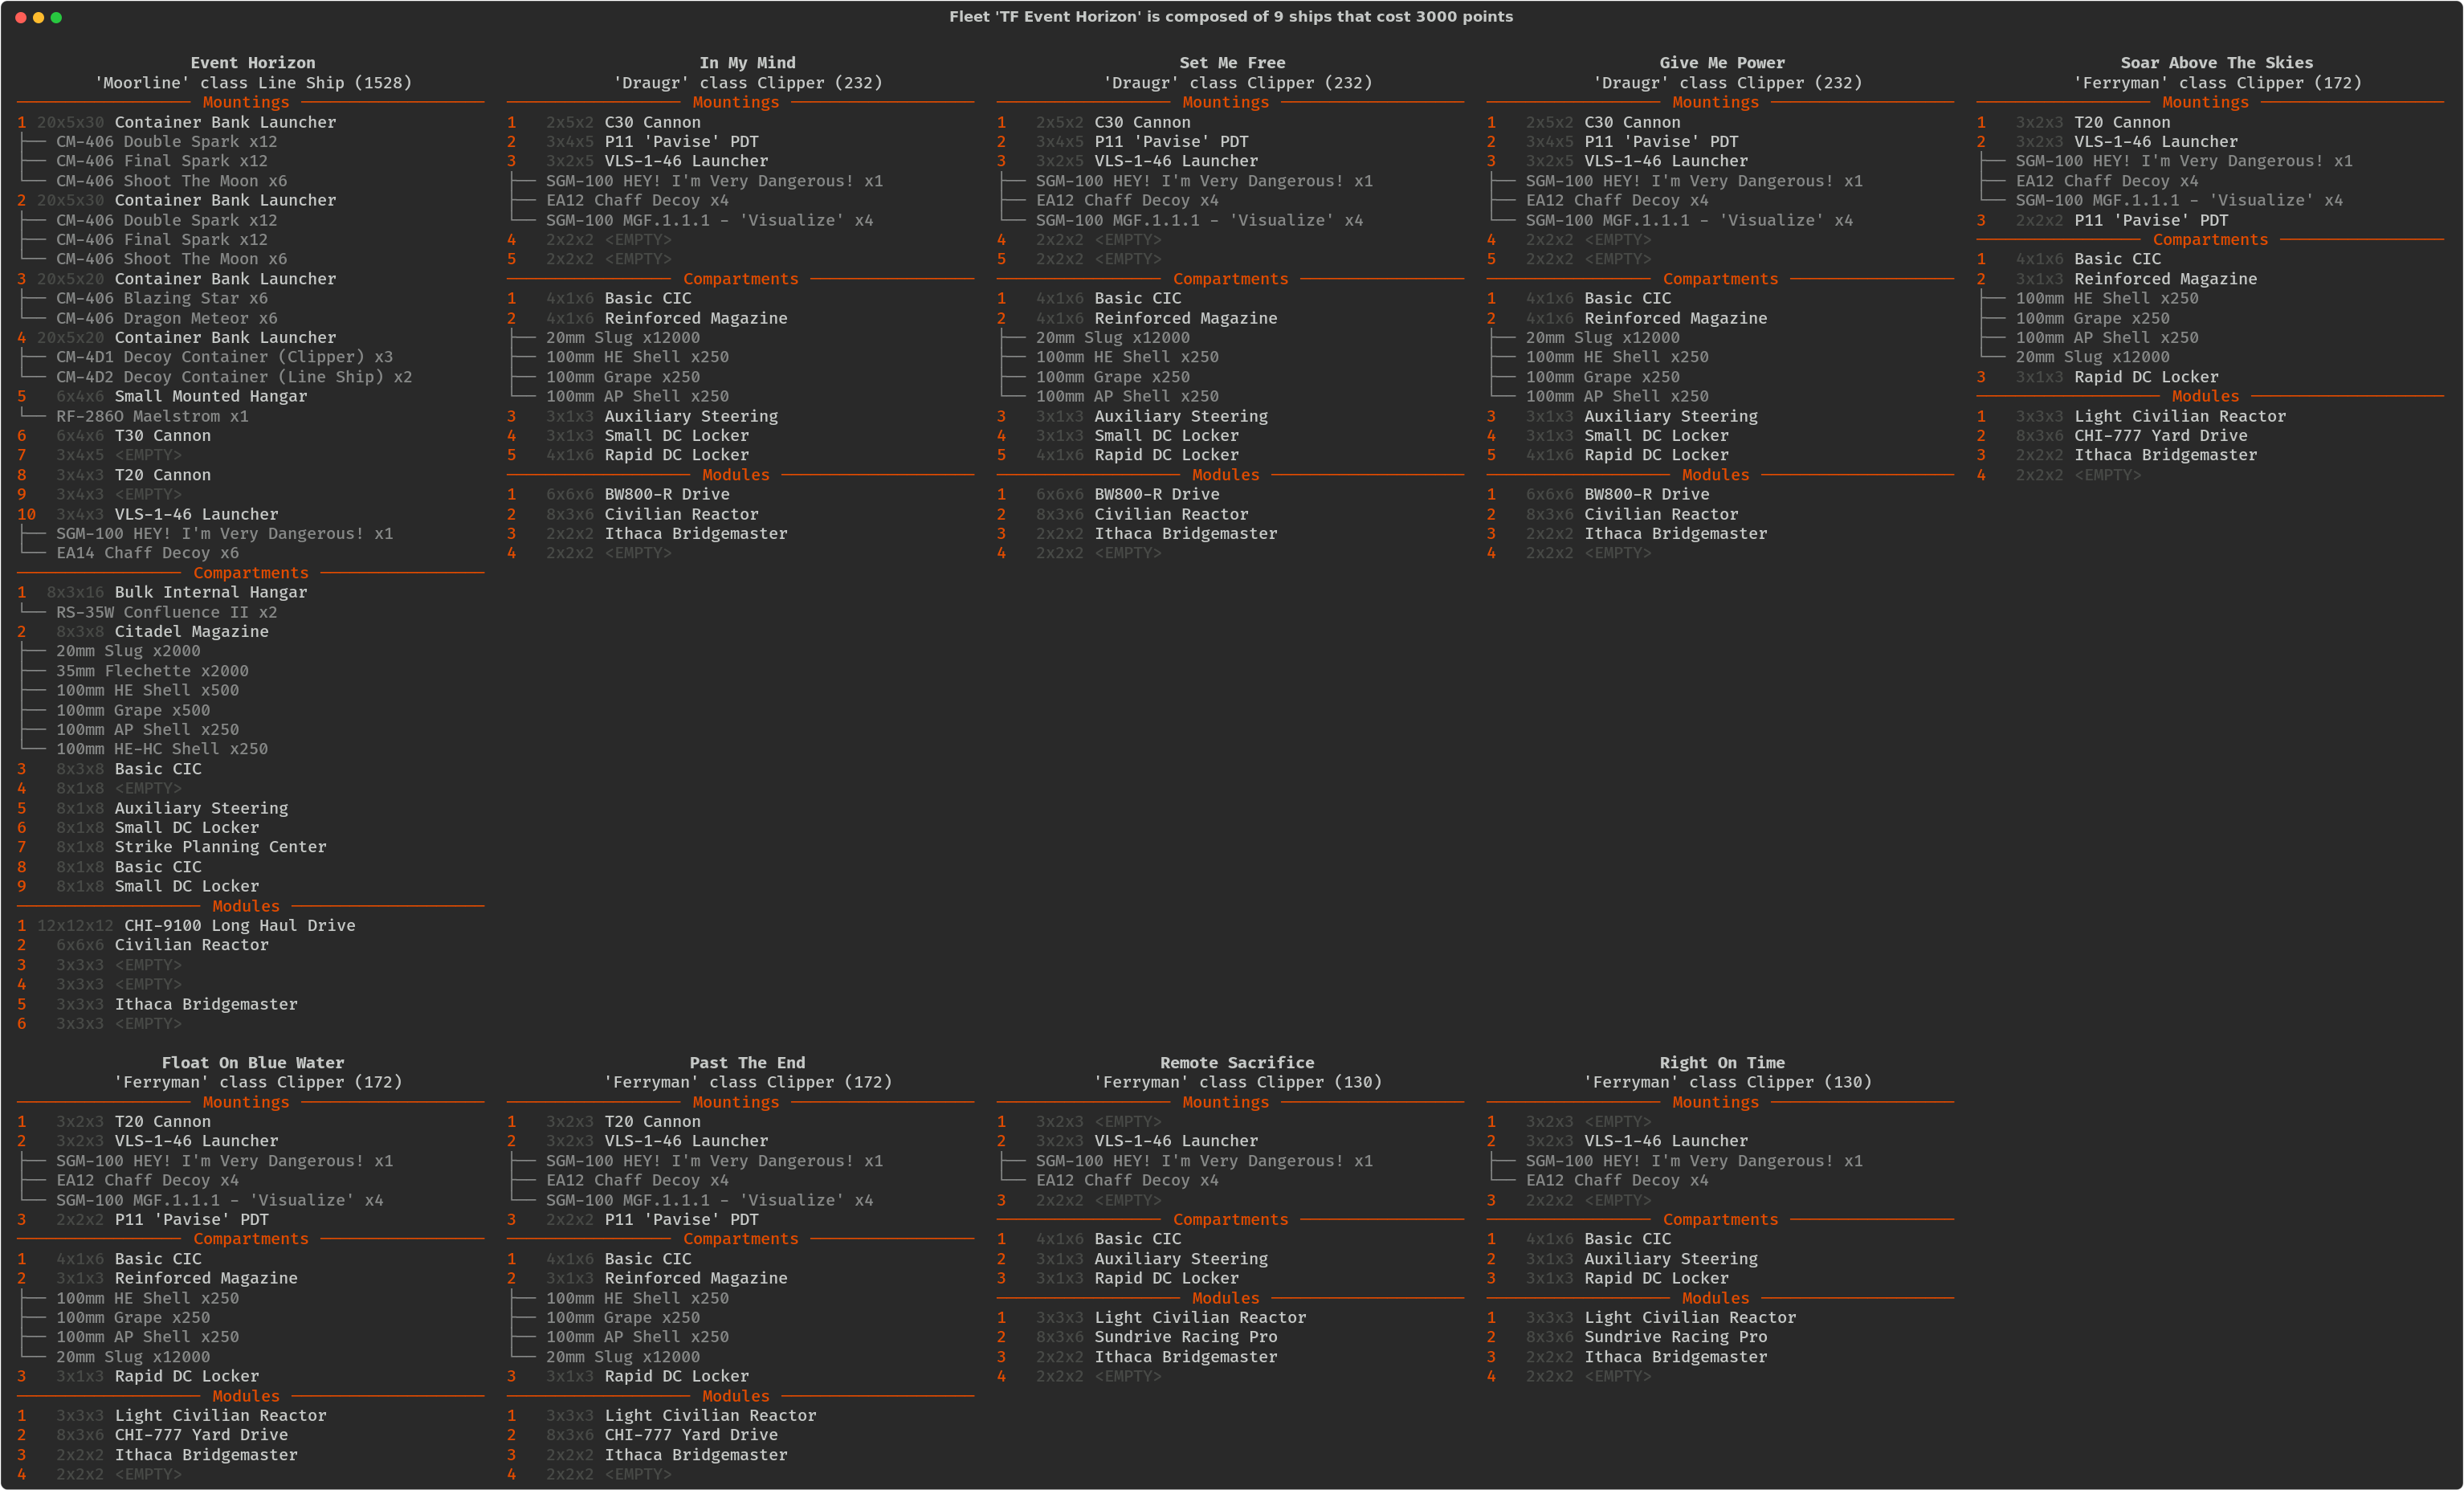 Fleet 'TF Event Horizon' is composed of 9 ships that cost 3000 points
Event Horizon
'Moorline' class Line Ship (1528)
Mountings
1 20x5x30 Container Bank Launcher
CM-406 Double Spark x12
CM-406 Final Spark x12
CM-406 Shoot The Moon x6
2 20x5x30 Container Bank Launcher
CM-406 Double Spark x12
CM-406 Final Spark x12
CM-406 Shoot The Moon x6
3 20x5x20 Container Bank Launcher
CM-406 Blazing Star x6
CM-406 Dragon Meteor x6
4 20x5x20 Container Bank Launcher
CM-4D1 Decoy Container (Clipper) x3
CM-4D2 Decoy Container (Line Ship) x2
5 6x4x6 Small Mounted Hangar
RF-286O Maelstrom x1
6 6x4x6 T30 Cannon
7 3x4x5 <EMPTY>
8 3x4x3 T20 Cannon
9 3x4x3 <EMPTY>
10 3x4x3 VLS-1-46 Launcher
SGM-100 HEY! I'm Very Dangerous! x1
EA14 Chaff Decoy x6
Compartments
1 8x3x16 Bulk Internal Hangar
RS-35W Confluence II x2
2 8x3x8 Citadel Magazine
20mm Slug x2000
35mm Flechette x2000
100mm HE Shell x500
100mm Grape x500
100mm AP Shell x250
100mm HE-HC Shell x250
3 8x3x8 Basic CIC
4 8x1x8 <EMPTY>
5 8x1x8 Auxiliary Steering
6 8x1x8 Small DC Locker
7 8x1x8 Strike Planning Center
8 8x1x8 Basic CIC
9 8x1x8 Small DC Locker
Modules
1 12x12x12 CHI-9100 Long Haul Drive
2 6x6x6 Civilian Reactor
3 3x3x3 <EMPTY>
4 3x3x3 <EMPTY>
5 3x3x3 Ithaca Bridgemaster
6 3x3x3 <EMPTY>
In My Mind
'Draugr' class Clipper (232)
Mountings
1 2x5x2 C30 Cannon
2 3x4x5 P11 'Pavise' PDT
3 3x2x5 VLS-1-46 Launcher
SGM-100 HEY! I'm Very Dangerous! x1
EA12 Chaff Decoy x4
SGM-100 MGF.1.1.1 - 'Visualize' x4
4 2x2x2 <EMPTY>
5 2x2x2 <EMPTY>
Compartments
1 4x1x6 Basic CIC
2 4x1x6 Reinforced Magazine
20mm Slug x12000
100mm HE Shell x250
100mm Grape x250
100mm AP Shell x250
3 3x1x3 Auxiliary Steering
4 3x1x3 Small DC Locker
5 4x1x6 Rapid DC Locker
Modules
1 6x6x6 BW800-R Drive
2 8x3x6 Civilian Reactor
3 2x2x2 Ithaca Bridgemaster
4 2x2x2 <EMPTY>
Set Me Free
'Draugr' class Clipper (232)
Mountings
1 2x5x2 C30 Cannon
2 3x4x5 P11 'Pavise' PDT
3 3x2x5 VLS-1-46 Launcher
SGM-100 HEY! I'm Very Dangerous! x1
EA12 Chaff Decoy x4
SGM-100 MGF.1.1.1 - 'Visualize' x4
4 2x2x2 <EMPTY>
5 2x2x2 <EMPTY>
Compartments
1 4x1x6 Basic CIC
2 4x1x6 Reinforced Magazine
20mm Slug x12000
100mm HE Shell x250
100mm Grape x250
100mm AP Shell x250
3 3x1x3 Auxiliary Steering
4 3x1x3 Small DC Locker
5 4x1x6 Rapid DC Locker
Modules
1 6x6x6 BW800-R Drive
2 8x3x6 Civilian Reactor
3 2x2x2 Ithaca Bridgemaster
4 2x2x2 <EMPTY>
Give Me Power
'Draugr' class Clipper (232)
Mountings
1 2x5x2 C30 Cannon
2 3x4x5 P11 'Pavise' PDT
3 3x2x5 VLS-1-46 Launcher
SGM-100 HEY! I'm Very Dangerous! x1
EA12 Chaff Decoy x4
SGM-100 MGF.1.1.1 - 'Visualize' x4
4 2x2x2 <EMPTY>
5 2x2x2 <EMPTY>
Compartments
1 4x1x6 Basic CIC
2 4x1x6 Reinforced Magazine
20mm Slug x12000
100mm HE Shell x250
100mm Grape x250
100mm AP Shell x250
3 3x1x3 Auxiliary Steering
4 3x1x3 Small DC Locker
5 4x1x6 Rapid DC Locker
Modules
1 6x6x6 BW800-R Drive
2 8x3x6 Civilian Reactor
3 2x2x2 Ithaca Bridgemaster
4 2x2x2 <EMPTY>
Soar Above The Skies
'Ferryman' class Clipper (172)
Mountings
1 3x2x3 T20 Cannon
2 3x2x3 VLS-1-46 Launcher
SGM-100 HEY! I'm Very Dangerous! x1
EA12 Chaff Decoy x4
SGM-100 MGF.1.1.1 - 'Visualize' x4
3 2x2x2 P11 'Pavise' PDT
Compartments
1 4x1x6 Basic CIC
2 3x1x3 Reinforced Magazine
100mm HE Shell x250
100mm Grape x250
100mm AP Shell x250
20mm Slug x12000
3 3x1x3 Rapid DC Locker
Modules
1 3x3x3 Light Civilian Reactor
2 8x3x6 CHI-777 Yard Drive
3 2x2x2 Ithaca Bridgemaster
4 2x2x2 <EMPTY>
Float On Blue Water
'Ferryman' class Clipper (172)
Mountings
1 3x2x3 T20 Cannon
2 3x2x3 VLS-1-46 Launcher
SGM-100 HEY! I'm Very Dangerous! x1
EA12 Chaff Decoy x4
SGM-100 MGF.1.1.1 - 'Visualize' x4
3 2x2x2 P11 'Pavise' PDT
Compartments
1 4x1x6 Basic CIC
2 3x1x3 Reinforced Magazine
100mm HE Shell x250
100mm Grape x250
100mm AP Shell x250
20mm Slug x12000
3 3x1x3 Rapid DC Locker
Modules
1 3x3x3 Light Civilian Reactor
2 8x3x6 CHI-777 Yard Drive
3 2x2x2 Ithaca Bridgemaster
4 2x2x2 <EMPTY>
Past The End
'Ferryman' class Clipper (172)
Mountings
1 3x2x3 T20 Cannon
2 3x2x3 VLS-1-46 Launcher
SGM-100 HEY! I'm Very Dangerous! x1
EA12 Chaff Decoy x4
SGM-100 MGF.1.1.1 - 'Visualize' x4
3 2x2x2 P11 'Pavise' PDT
Compartments
1 4x1x6 Basic CIC
2 3x1x3 Reinforced Magazine
100mm HE Shell x250
100mm Grape x250
100mm AP Shell x250
20mm Slug x12000
3 3x1x3 Rapid DC Locker
Modules
1 3x3x3 Light Civilian Reactor
2 8x3x6 CHI-777 Yard Drive
3 2x2x2 Ithaca Bridgemaster
4 2x2x2 <EMPTY>
Remote Sacrifice
'Ferryman' class Clipper (130)
Mountings
1 3x2x3 <EMPTY>
2 3x2x3 VLS-1-46 Launcher
SGM-100 HEY! I'm Very Dangerous! x1
EA12 Chaff Decoy x4
3 2x2x2 <EMPTY>
Compartments
1 4x1x6 Basic CIC
2 3x1x3 Auxiliary Steering
3 3x1x3 Rapid DC Locker
Modules
1 3x3x3 Light Civilian Reactor
2 8x3x6 Sundrive Racing Pro
3 2x2x2 Ithaca Bridgemaster
4 2x2x2 <EMPTY>
Right On Time
'Ferryman' class Clipper (130)
Mountings
1 3x2x3 <EMPTY>
2 3x2x3 VLS-1-46 Launcher
SGM-100 HEY! I'm Very Dangerous! x1
EA12 Chaff Decoy x4
3 2x2x2 <EMPTY>
Compartments
1 4x1x6 Basic CIC
2 3x1x3 Auxiliary Steering
3 3x1x3 Rapid DC Locker
Modules
1 3x3x3 Light Civilian Reactor
2 8x3x6 Sundrive Racing Pro
3 2x2x2 Ithaca Bridgemaster
4 2x2x2 <EMPTY>